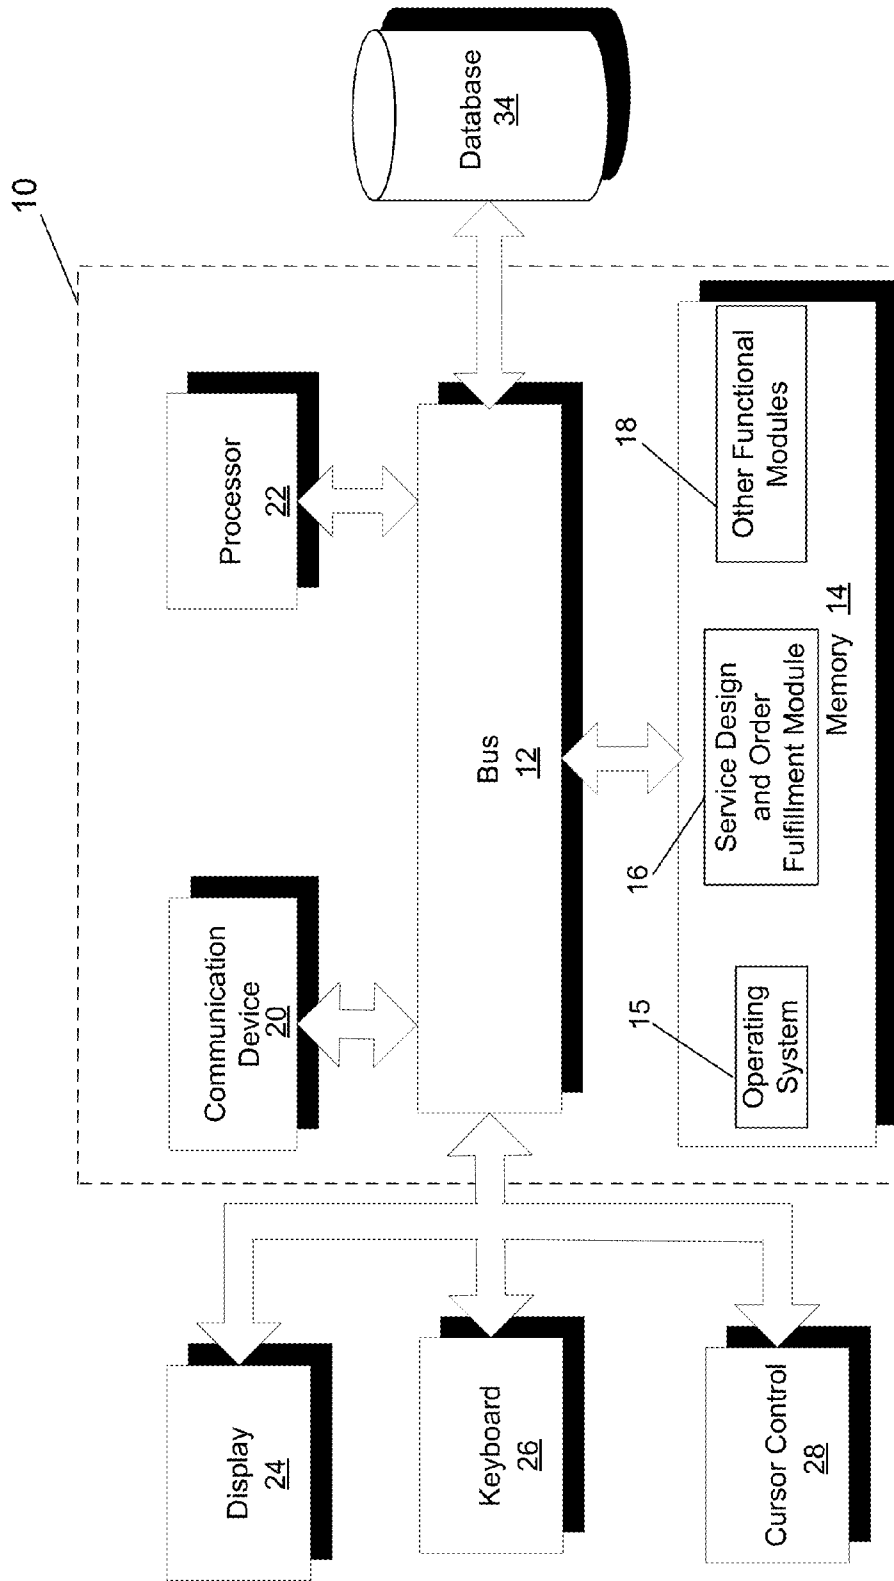 10
Communication
Device
20
Processor
22
Display
24
Keyboard
26
Cursor Control
28
Bus
12
Database
34
15
Operating
System
16
Service Design
and Order
Fulfillment Module
18
Other Functional
Modules
Memory 14